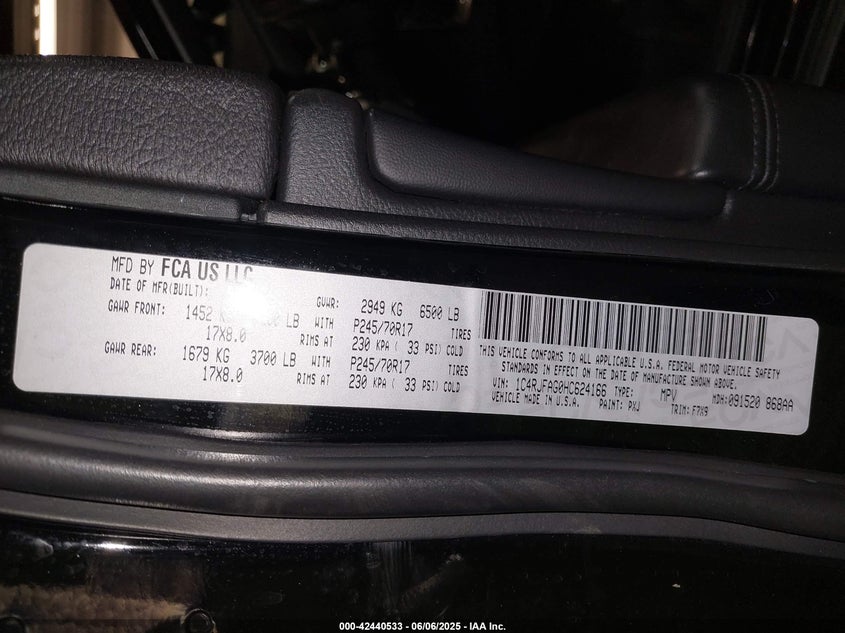 MFD BY FCA US LLC
DATE OF MFR(BUILT):
GVWR: 2949 KG 6500 LB
GAWR FRONT: 1452 LB WITH P245/70R17 TIRES
17X8.0 RIMS AT 230 KPA ( 33 PSI) COLD
GAWR REAR: 1679 KG 3700 LB WITH P245/70R17 TIRES
17X8.0 RIMS AT 230 KPA ( 33 PSI) COLD
THIS VEHICLE CONFORMS TO ALL APPLICABLE U.S.A. FEDERAL MOTOR VEHICLE SAFETY
STANDARDS IN EFFECT ON THE DATE OF MANUFACTURE SHOWN ABOVE.
VIN: 1C4RJFAG0HC624166 TYPE: MPV MDH:091520 868AA
VEHICLE MADE IN U.S.A. PAINT: PXJ TRIM: F7X9
000-42440533 - 06/06/2025 - IAA Inc.